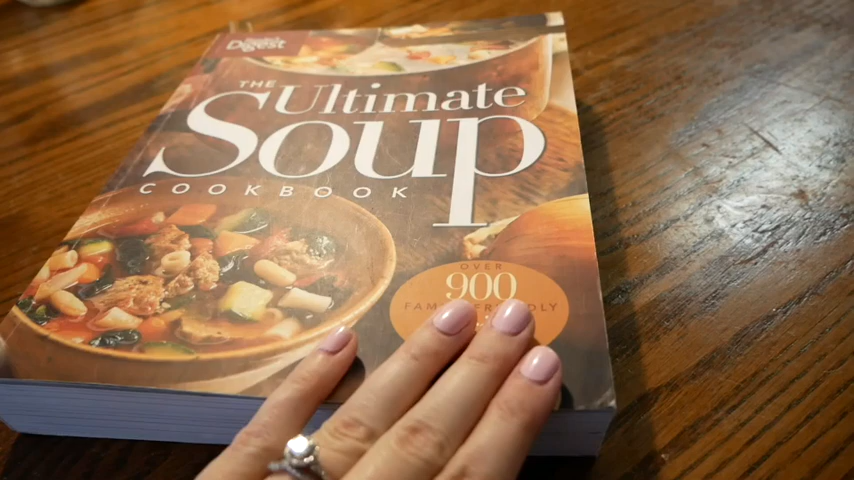 Digest
THE Ultimate
Soup
COOKBOOK
OVER
900